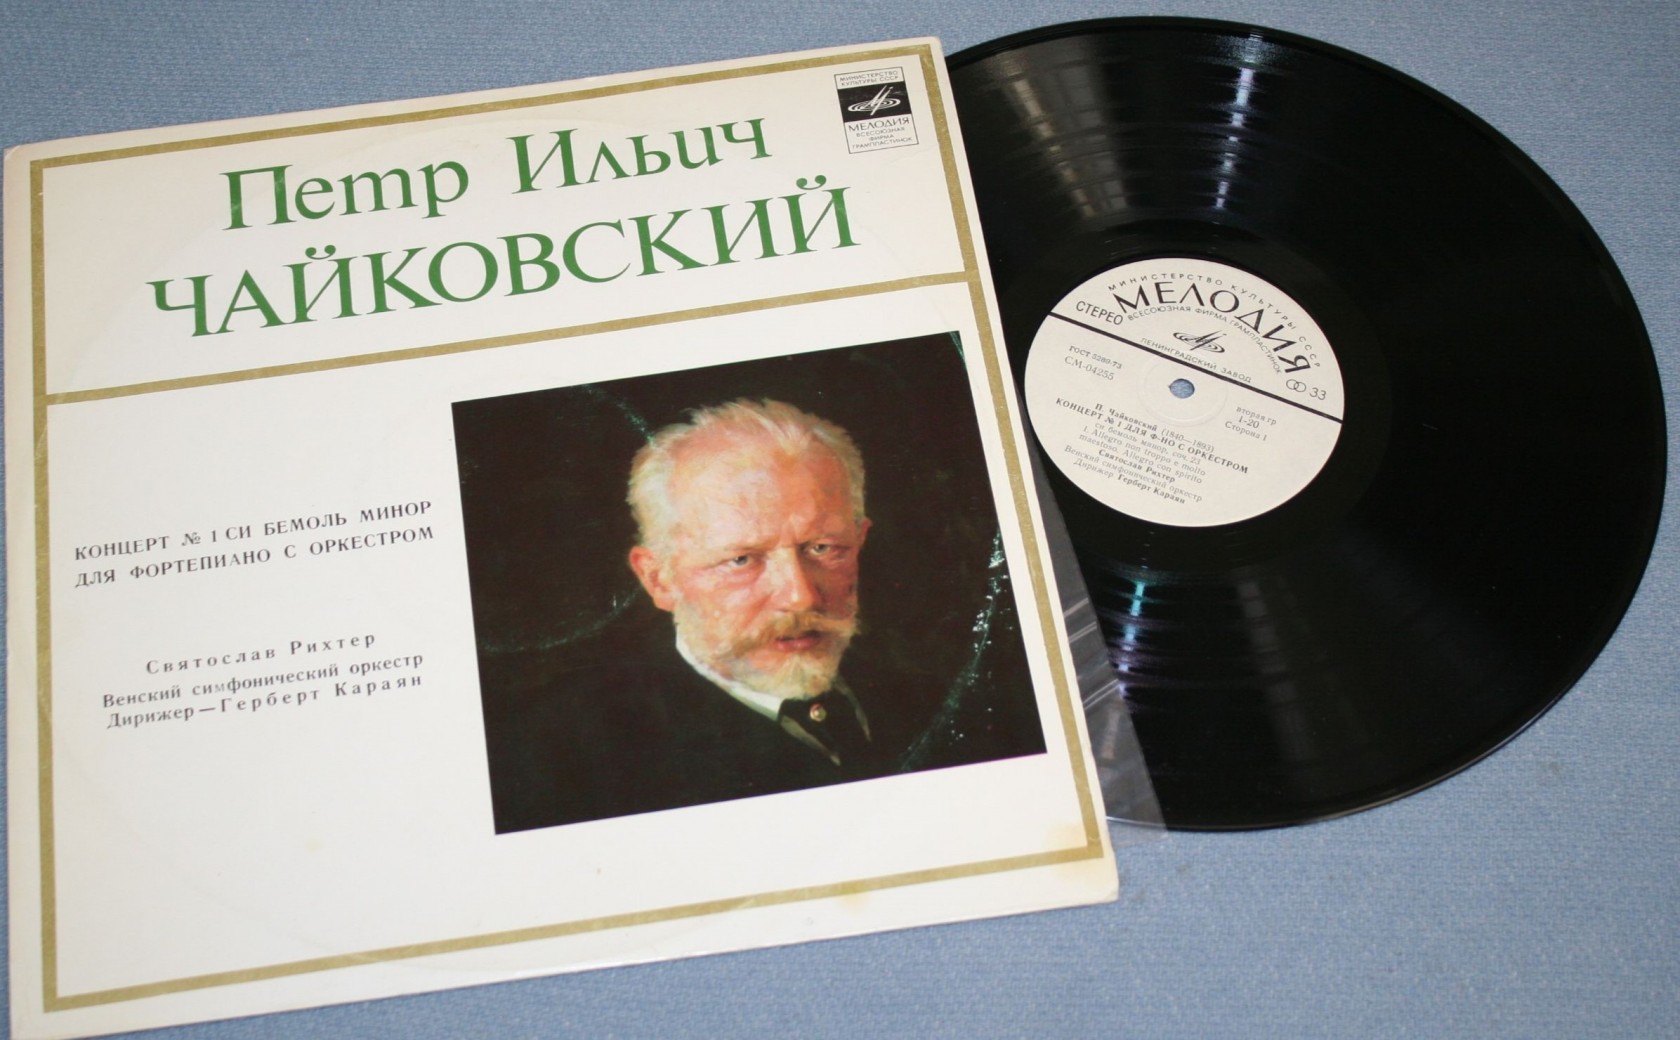 МИНИСТЕРСТВО
КУЛЬТУРЫ СССР
МЕЛОДИЯ
ВСЕСОЮЗНАЯ
ФИРМА
ГРАМПЛАСТИНОК
Петр Ильич
ЧАЙКОВСКИЙ
КОНЦЕРТ № 1 СИ БЕМОЛЬ МИНОР
ДЛЯ ФОРТЕПИАНО С ОРКЕСТРОМ
Святослав Рихтер
Венский симфонический оркестр
Дирижер — Герберт Караян
МИНИСТЕРСТВО КУЛЬТУРЫ СССР
МЕЛОДИЯ
ВСЕСОЮЗНАЯ ФИРМА ГРАМПЛАСТИНОК
СТЕРЕО
ЛЕНИНГРАДСКИЙ ЗАВОД
33
ГОСТ 5289-73
СМ-04255
вторая гр
1-20
Сторона 1
П. Чайковский (1840—1893)
КОНЦЕРТ № 1 ДЛЯ Ф-НО С ОРКЕСТРОМ
си бемоль минор, соч. 23
1. Allegro non troppo e molto
maestoso. Allegro con spirito
Святослав Рихтер
Венский симфонический оркестр
Дирижер Герберт Караян